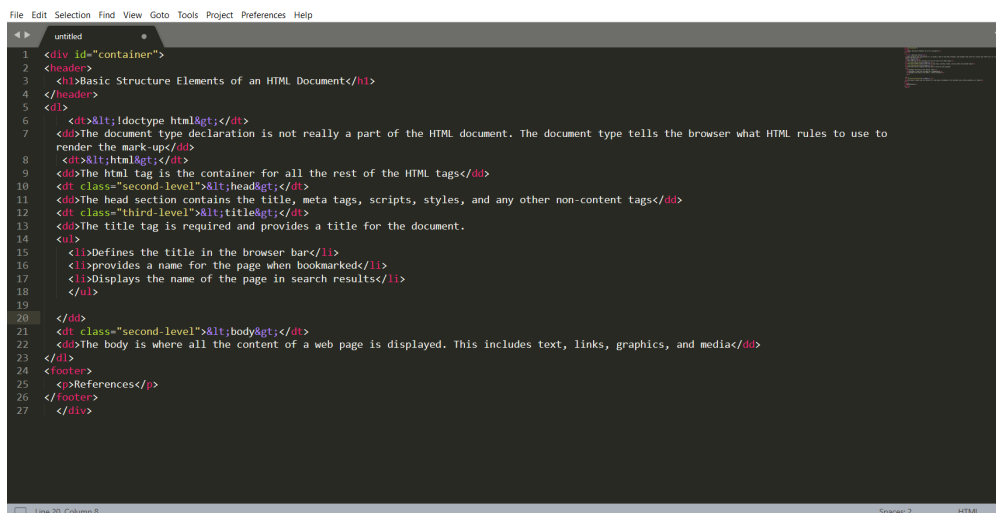 File Edit Selection Find View Goto Tools Project Preferences Help
untitled
1 <div id="container">
2 <header>
3 <h1>Basic Structure Elements of an HTML Document</h1>
4 </header>
5 <dl>
6 <dt>&lt;!doctype html&gt;</dt>
7 <dd>The document type declaration is not really a part of the HTML document. The document type tells the browser what HTML rules to use to
render the mark-up</dd>
8 <dt>&lt;html&gt;</dt>
9 <dd>The html tag is the container for all the rest of the HTML tags</dd>
10 <dt class="second-level">&lt;head&gt;</dt>
11 <dd>The head section contains the title, meta tags, scripts, styles, and any other non-content tags</dd>
12 <dt class="third-level">&lt;title&gt;</dt>
13 <dd>The title tag is required and provides a title for the document.
14 <ul>
15 <li>Defines the title in the browser bar</li>
16 <li>provides a name for the page when bookmarked</li>
17 <li>Displays the name of the page in search results</li>
18 </ul>
19
20 </dd>
21 <dt class="second-level">&lt;body&gt;</dt>
22 <dd>The body is where all the content of a web page is displayed. This includes text, links, graphics, and media</dd>
23 </dl>
24 <footer>
25 <p>References</p>
26 </footer>
27 </div>
Line 20, Column 8 Spaces: 2 HTML